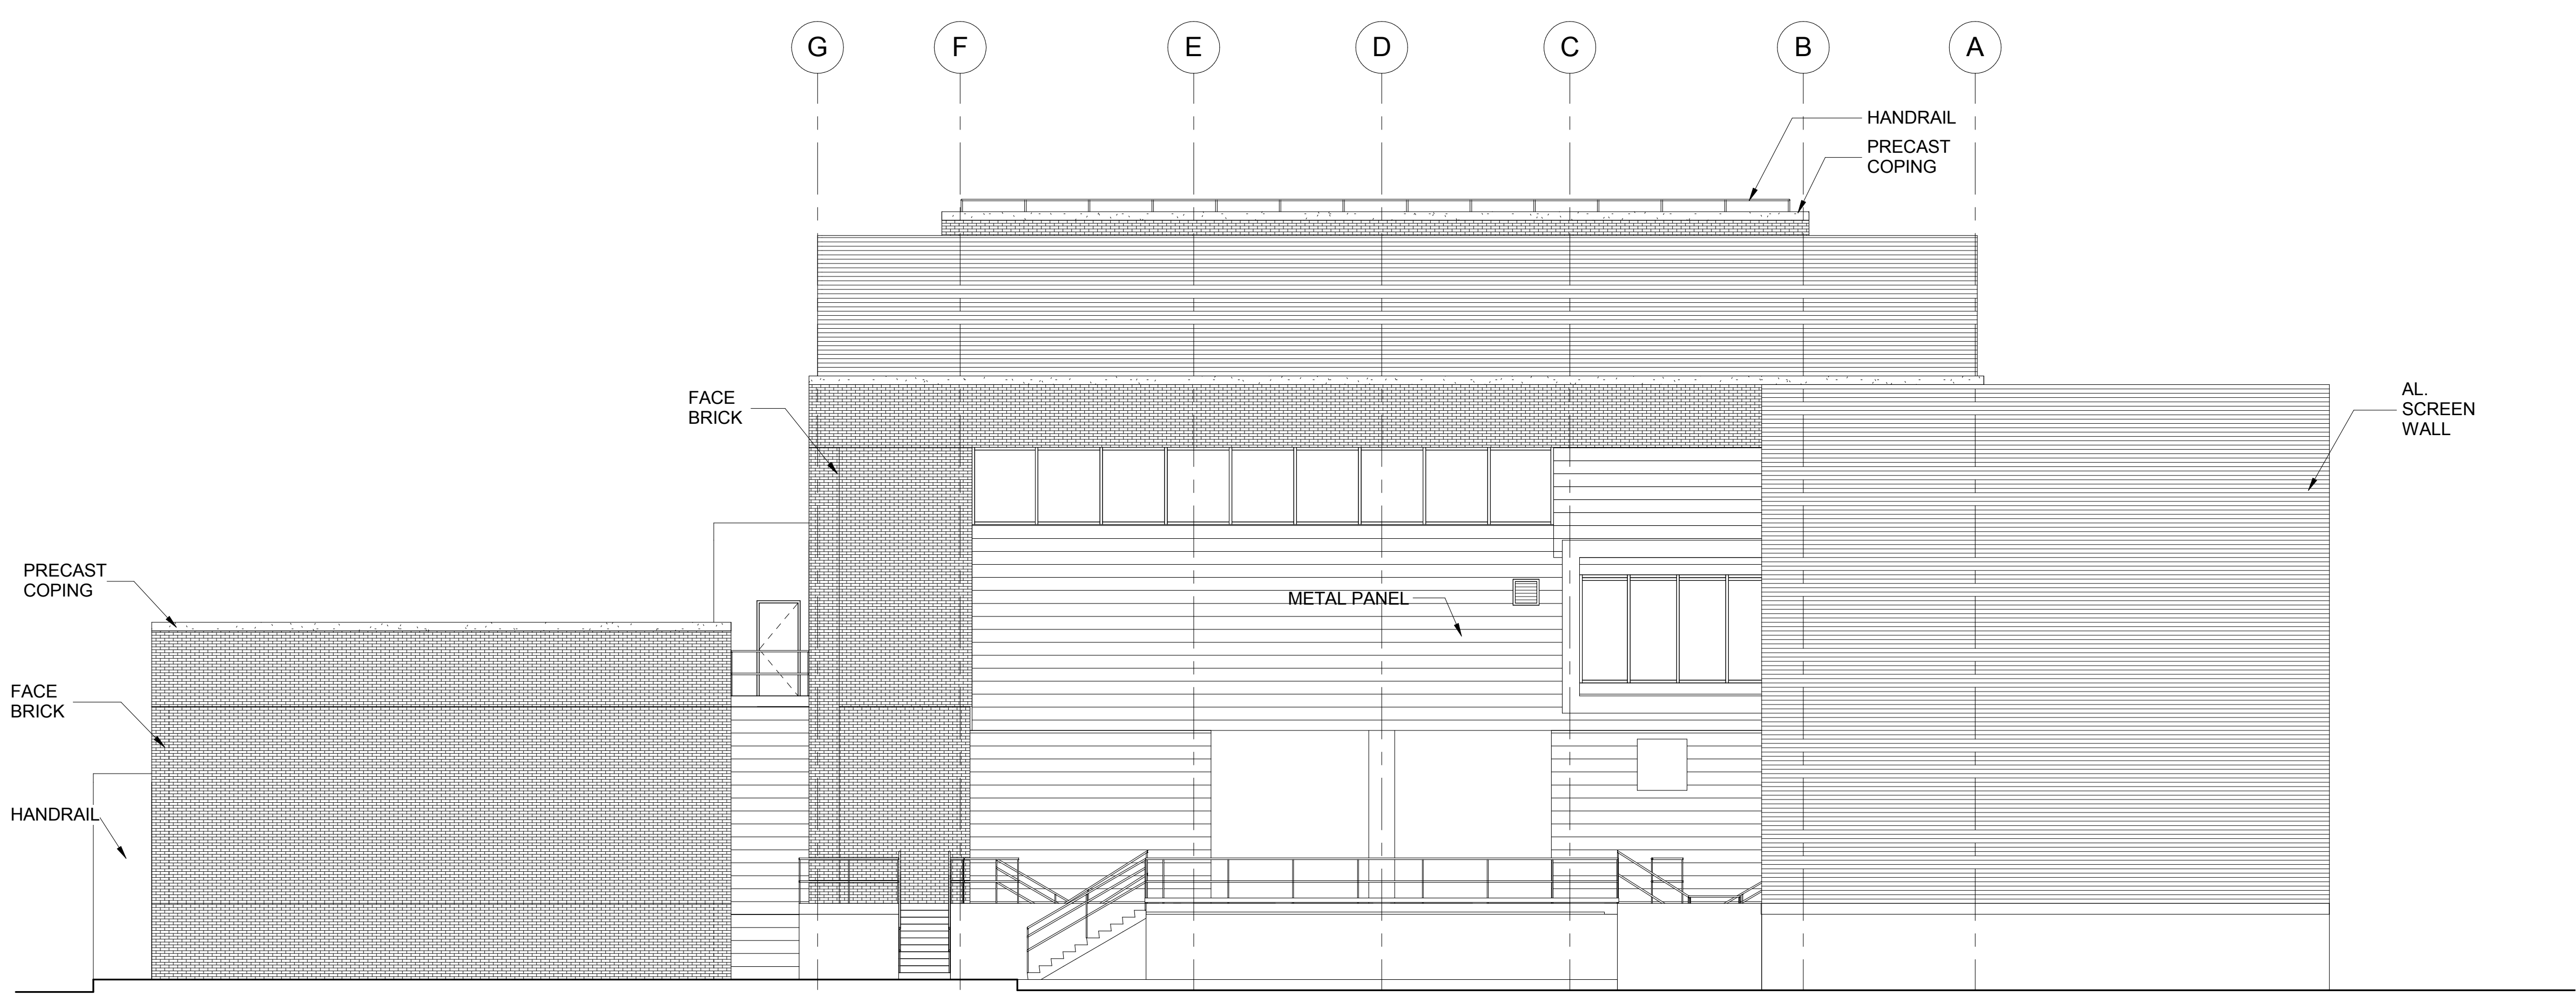 G
F
E
D
C
B
A
HANDRAIL
PRECAST
COPING
FACE
BRICK
AL.
SCREEN
WALL
PRECAST
COPING
METAL PANEL
FACE
BRICK
HANDRAIL